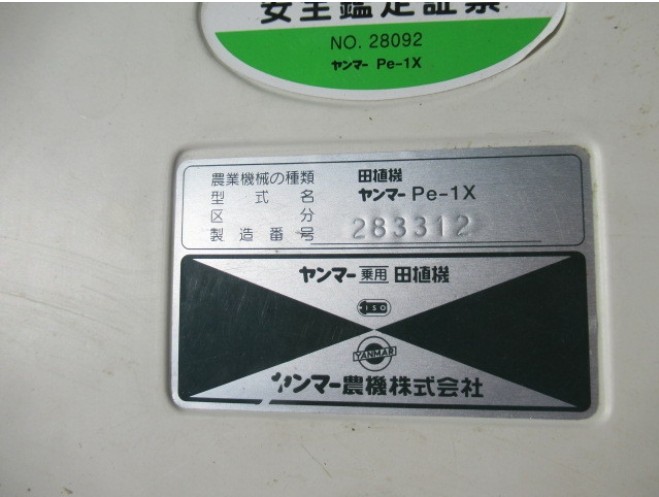 安全鑑定証票
NO. 28092
ヤンマー Pe-1X
農業機械の種類 田植機
型式名 ヤンマー Pe-1X
区分
製造番号 283312
ヤンマー 乗用 田植機
ISO
YANMAR
ヤンマー農機株式会社